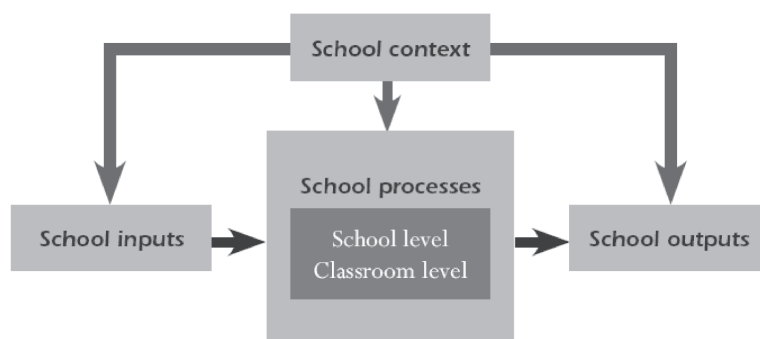 School context
School processes
School inputs
School level
Classroom level
School outputs